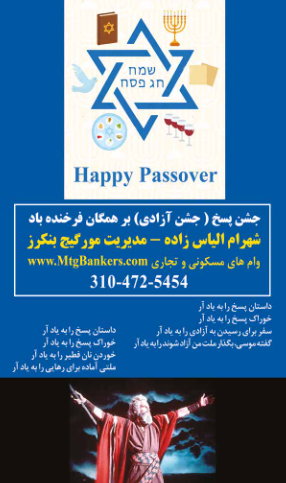 שמח
חג פסח
Happy Passover
جشن پسخ ( جشن آزادی) بر همگان فرخنده باد
شهرام الیاس زاده – مدیریت مورگیج بنکرز
وام های مسکونی و تجاری www.MtgBankers.com
310-472-5454
داستان پسخ را به یاد آر
خوراک پسخ را به یاد آر
سفر برای رسیدن به آزادی را به یاد آر
گفته موسی، بگذار ملت من آزاد شوند را به یاد آر
داستان پسخ را به یاد آر
خوراک پسخ را به یاد آر
خوردن نان فطیر را به یاد آر
ملتی آماده برای رهایی را به یاد آر